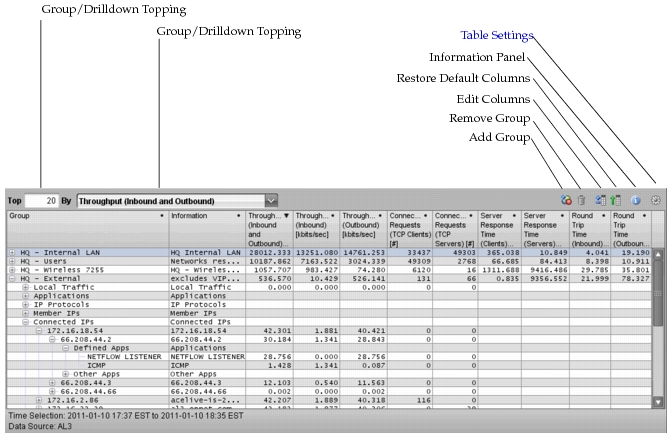 Group/Drilldown Topping
Group/Drilldown Topping
Table Settings
Information Panel
Restore Default Columns
Edit Columns
Remove Group
Add Group
Top 20 By Throughput (Inbound and Outbound)
Group Information Through... (Inbound and Outbound)... Through... (Inbound) [kbits/sec] Through... (Outbound) [kbits/sec] Connec... Requests (TCP Clients) [#] Connec... Requests (TCP Servers) [#] Server Response Time (Clients)... Server Response Time (Servers)... Round Trip Time (Inbound)... Round Trip Time (Outboun...
HQ - Internal LAN HQ Internal LAN 28012.333 13251.080 14761.253 33437 49303 365.038 10.849 4.041 19.190
HQ - Users Networks res... 10187.862 7163.522 3024.339 49309 2768 66.685 84.413 8.398 10.911
HQ - Wireless 7255 HQ - Wireles... 1057.707 983.427 74.280 6120 16 1311.688 9416.486 29.785 35.801
HQ - External excludes VIP... 536.570 10.429 526.141 131 66 0.835 9356.552 21.999 78.327
Local Traffic Local Traffic 0.000 0.000 0.000 0 0
Applications Applications
IP Protocols IP Protocols
Member IPs Member IPs
Connected IPs Connected IPs
172.16.18.54 172.16.18.54 42.301 1.881 40.421 0 0
66.208.44.2 66.208.44.2 30.184 1.341 28.843 0 0
Defined Apps Applications
NETFLOW LISTENER NETFLOW LISTENER 28.756 0.000 28.756 0 0
ICMP ICMP 1.428 1.341 0.087 0 0
Other Apps Other Apps
66.208.44.3 66.208.44.3 12.103 0.540 11.563 0 0
66.208.44.66 66.208.44.66 0.002 0.000 0.002 0 0
172.16.2.86 acelive-is-2... 42.207 1.889 40.318 116 0
Time Selection: 2011-01-10 17:37 EST to 2011-01-10 18:35 EST
Data Source: AL3